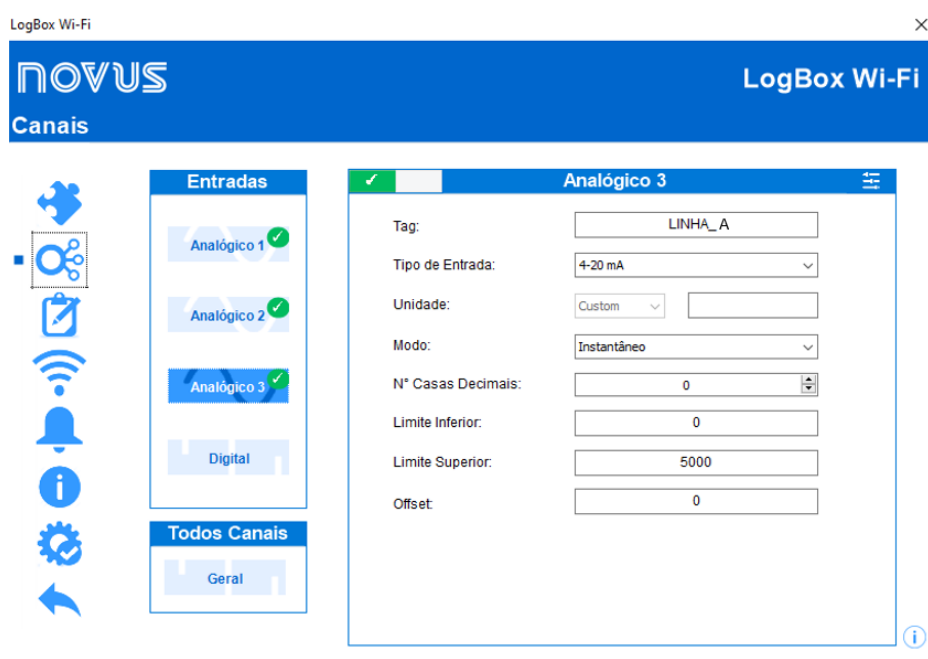 LogBox Wi-Fi
NOVUS
LogBox Wi-Fi
Canais
Entradas
Analógico 1
Analógico 2
Analógico 3
Digital
Todos Canais
Geral
Analógico 3
Tag: LINHA_A
Tipo de Entrada: 4-20 mA
Unidade: Custom
Modo: Instantâneo
N° Casas Decimais: 0
Limite Inferior: 0
Limite Superior: 5000
Offset: 0